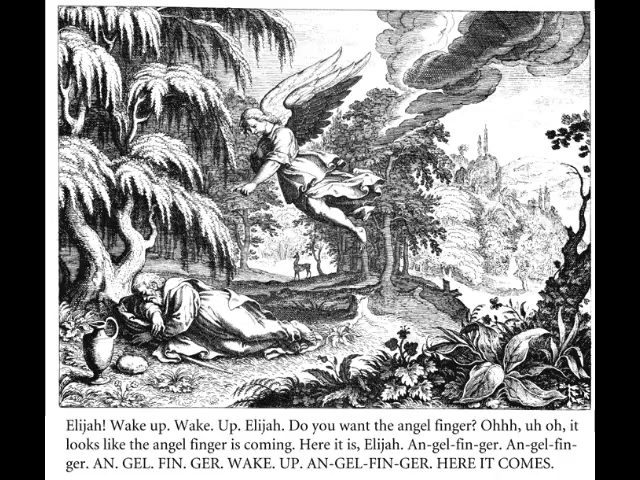 Elijah! Wake up. Wake. Up. Elijah. Do you want the angel finger? Ohhh, uh oh, it
looks like the angel finger is coming. Here it is, Elijah. An-gel-fin-ger. An-gel-fin-
ger. AN. GEL. FIN. GER. WAKE. UP. AN-GEL-FIN-GER. HERE IT COMES.